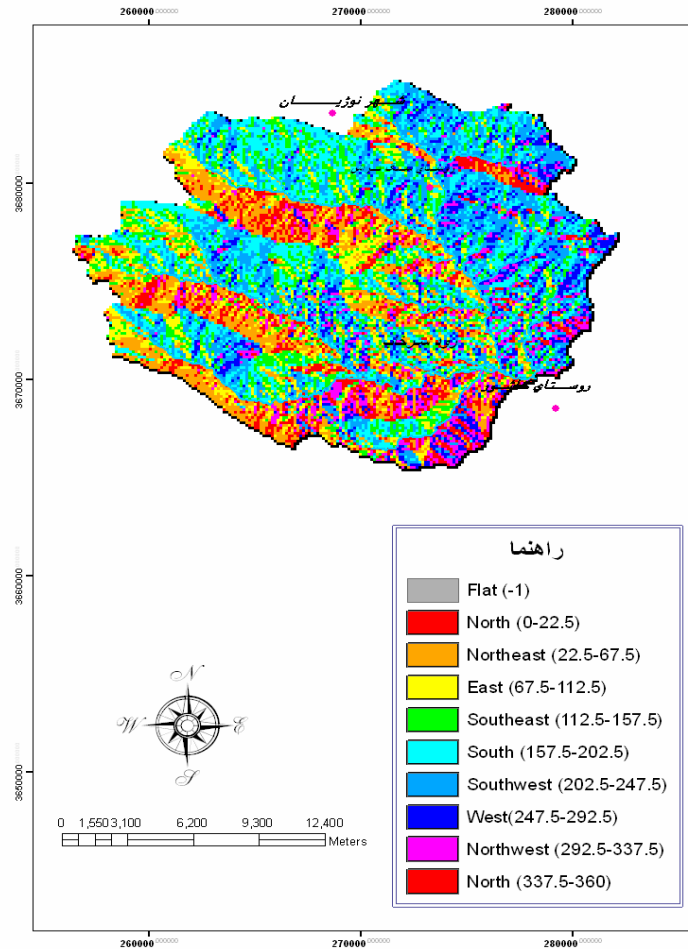 260000 270000 280000
شهر نوژیان
3680000
3670000
روستاي
3660000
3650000
راهنما
Flat (-1)
North (0-22.5)
Northeast (22.5-67.5)
East (67.5-112.5)
Southeast (112.5-157.5)
South (157.5-202.5)
Southwest (202.5-247.5)
West(247.5-292.5)
Northwest (292.5-337.5)
North (337.5-360)
N
W E
S
0 1,550 3,100 6,200 9,300 12,400
Meters
260000 270000 280000